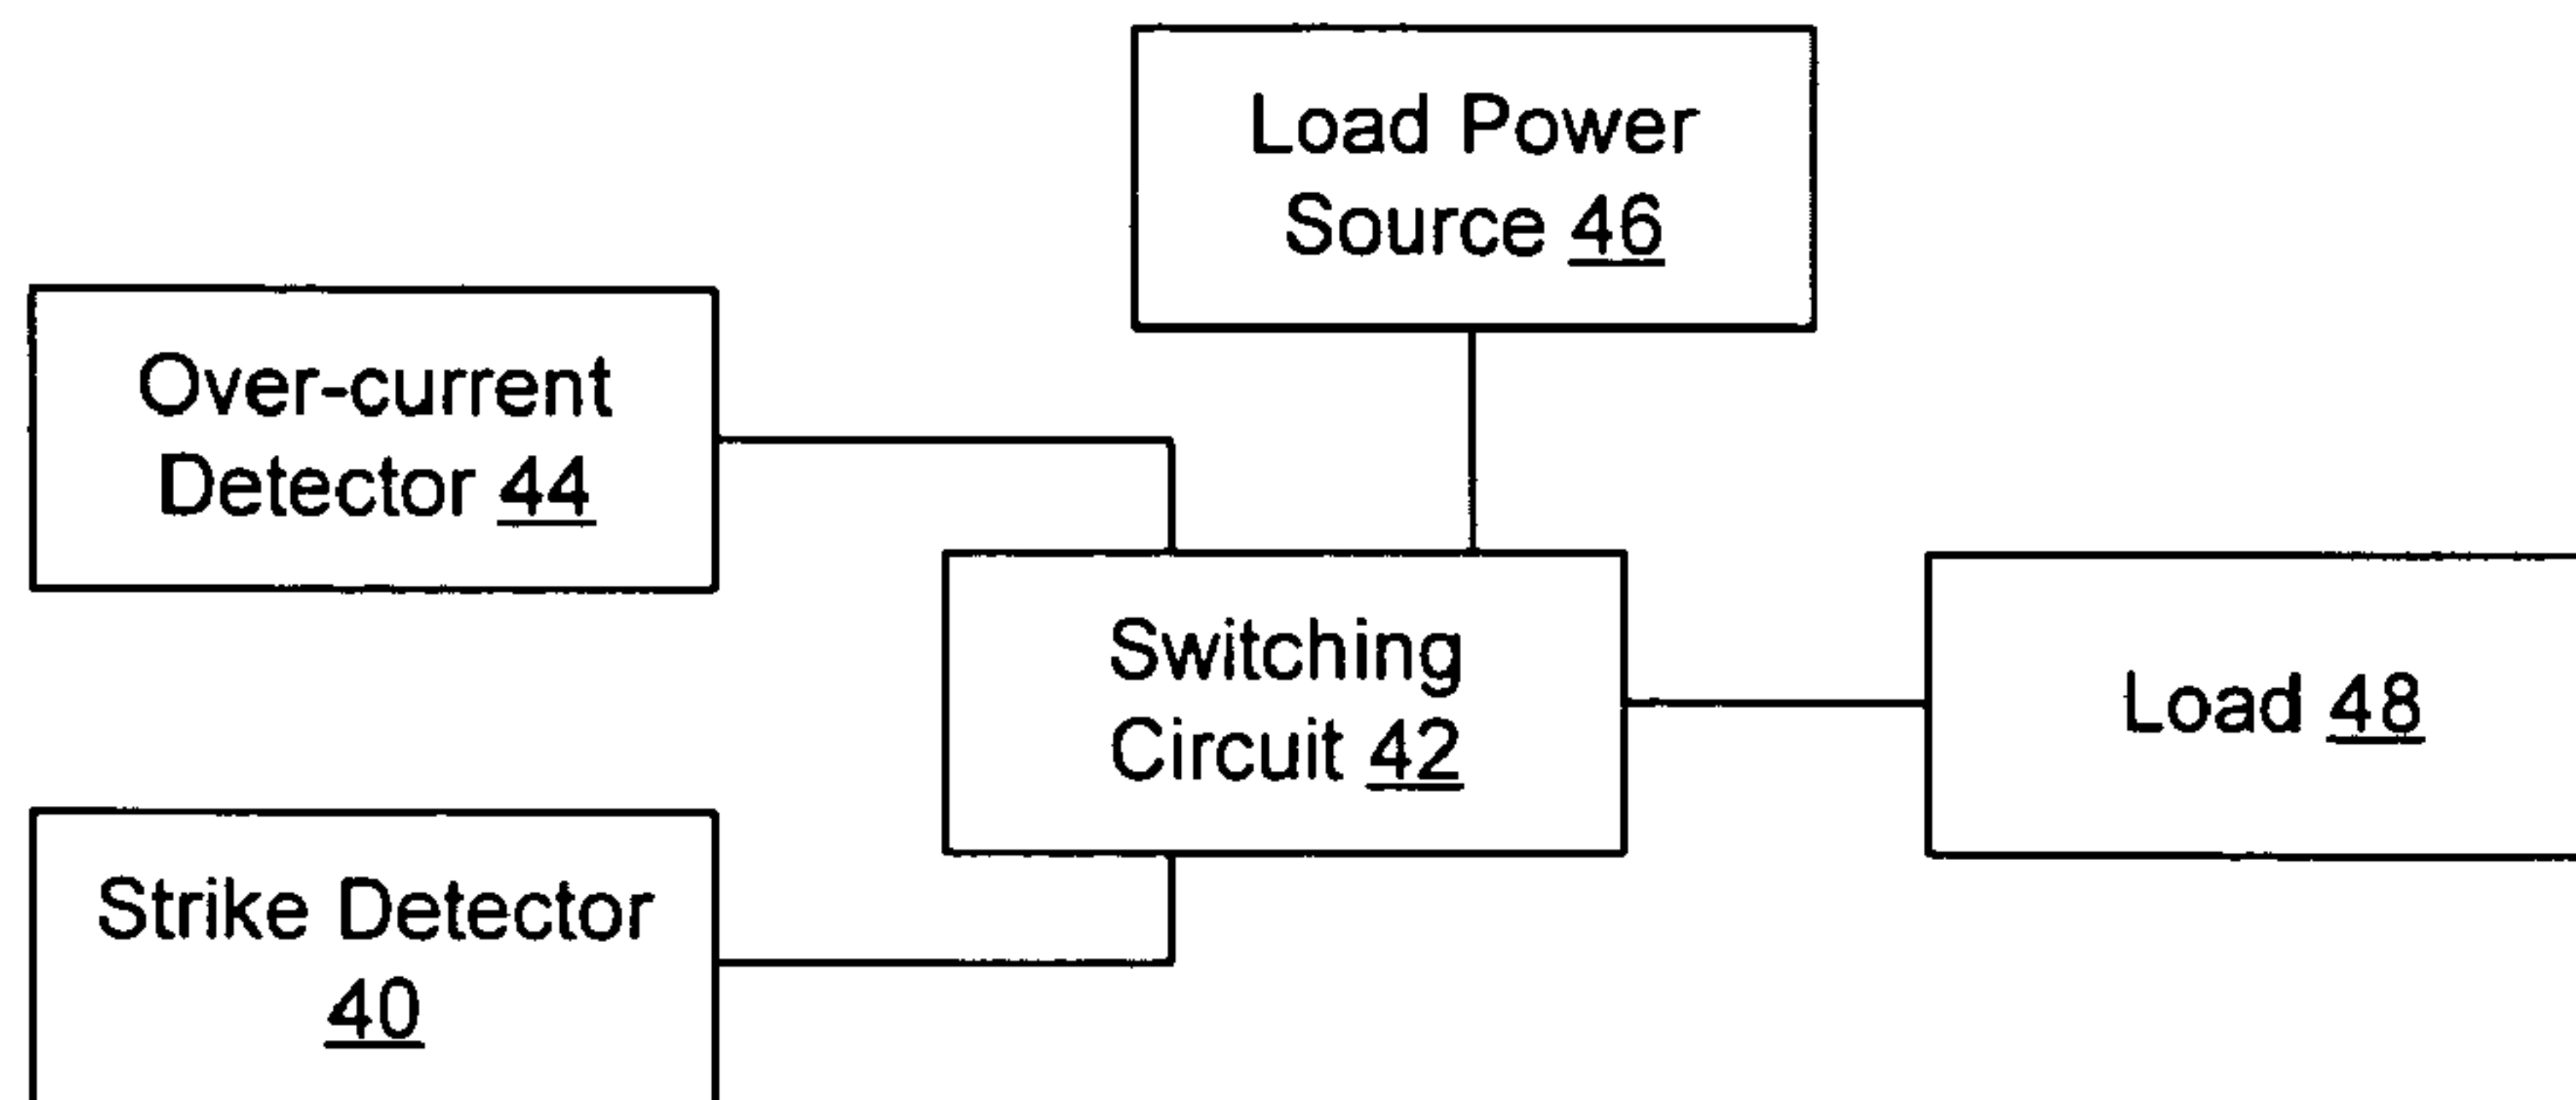 Load Power
Source 46
Over-current
Detector 44
Switching
Circuit 42
Load 48
Strike Detector
40